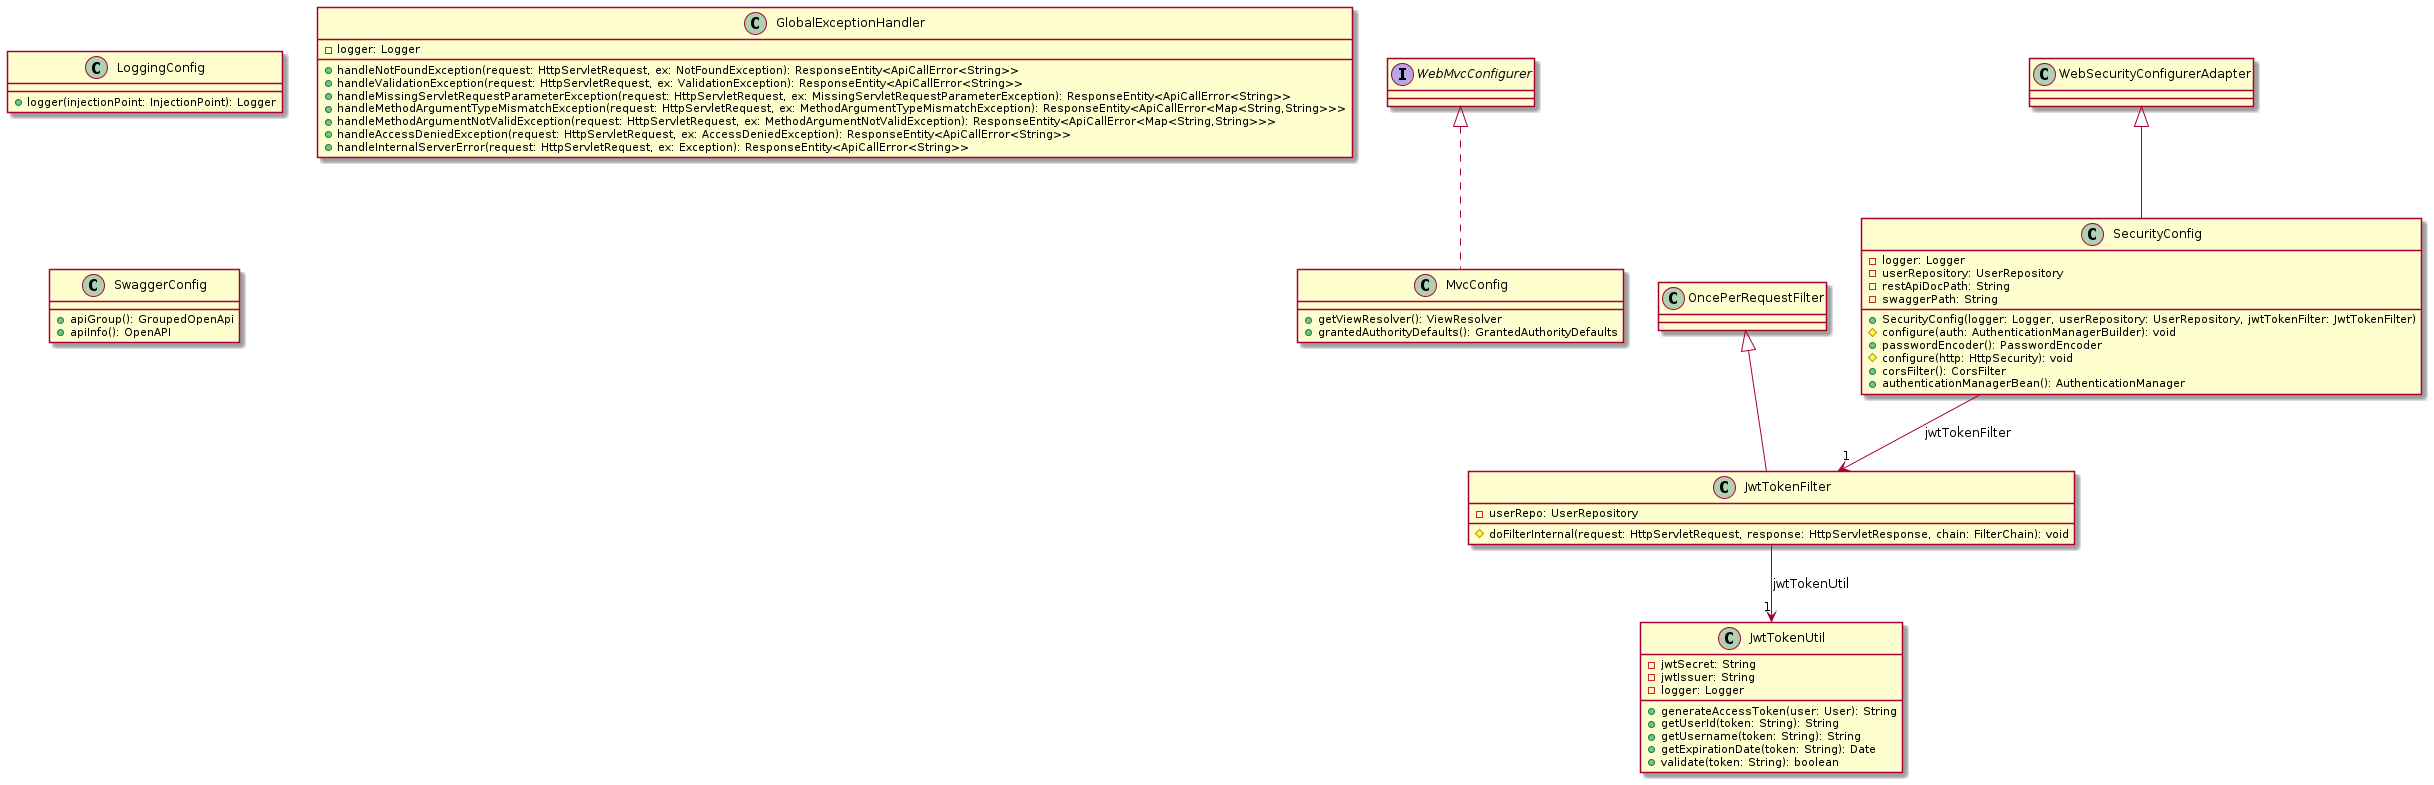 C LoggingConfig
logger(injectionPoint: InjectionPoint): Logger
C GlobalExceptionHandler
logger: Logger
handleNotFoundException(request: HttpServletRequest, ex: NotFoundException): ResponseEntity<ApiCallError<String>>
handleValidationException(request: HttpServletRequest, ex: ValidationException): ResponseEntity<ApiCallError<String>>
handleMissingServletRequestParameterException(request: HttpServletRequest, ex: MissingServletRequestParameterException): ResponseEntity<ApiCallError<String>>
handleMethodArgumentTypeMismatchException(request: HttpServletRequest, ex: MethodArgumentTypeMismatchException): ResponseEntity<ApiCallError<Map<String,String>>>
handleMethodArgumentNotValidException(request: HttpServletRequest, ex: MethodArgumentNotValidException): ResponseEntity<ApiCallError<Map<String,String>>>
handleAccessDeniedException(request: HttpServletRequest, ex: AccessDeniedException): ResponseEntity<ApiCallError<String>>
handleInternalServerError(request: HttpServletRequest, ex: Exception): ResponseEntity<ApiCallError<String>>
I WebMvcConfigurer
C WebSecurityConfigurerAdapter
C SwaggerConfig
apiGroup(): GroupedOpenApi
apiInfo(): OpenAPI
C MvcConfig
getViewResolver(): ViewResolver
grantedAuthorityDefaults(): GrantedAuthorityDefaults
C OncePerRequestFilter
C SecurityConfig
logger: Logger
userRepository: UserRepository
restApiDocPath: String
swaggerPath: String
SecurityConfig(logger: Logger, userRepository: UserRepository, jwtTokenFilter: JwtTokenFilter)
configure(auth: AuthenticationManagerBuilder): void
passwordEncoder(): PasswordEncoder
configure(http: HttpSecurity): void
corsFilter(): CorsFilter
authenticationManagerBean(): AuthenticationManager
jwtTokenFilter
1
C JwtTokenFilter
userRepo: UserRepository
doFilterInternal(request: HttpServletRequest, response: HttpServletResponse, chain: FilterChain): void
jwtTokenUtil
1
C JwtTokenUtil
jwtSecret: String
jwtIssuer: String
logger: Logger
generateAccessToken(user: User): String
getUserId(token: String): String
getUsername(token: String): String
getExpirationDate(token: String): Date
validate(token: String): boolean